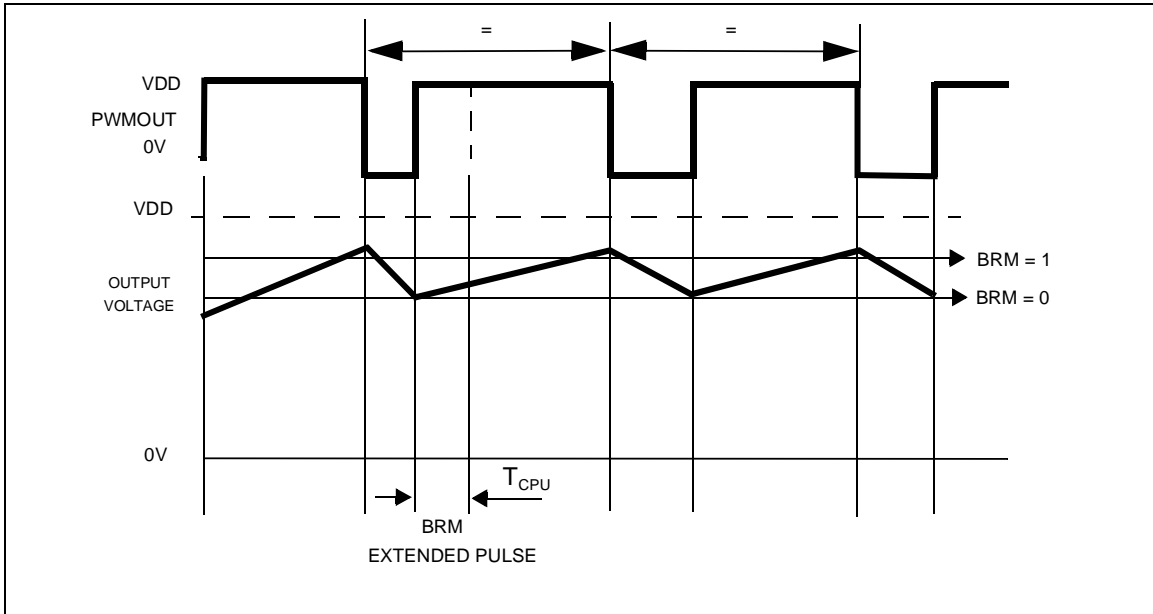 =
=
VDD
PWMOUT
0V
VDD
BRM = 1
OUTPUT
VOLTAGE
BRM = 0
0V
TCPU
BRM
EXTENDED PULSE